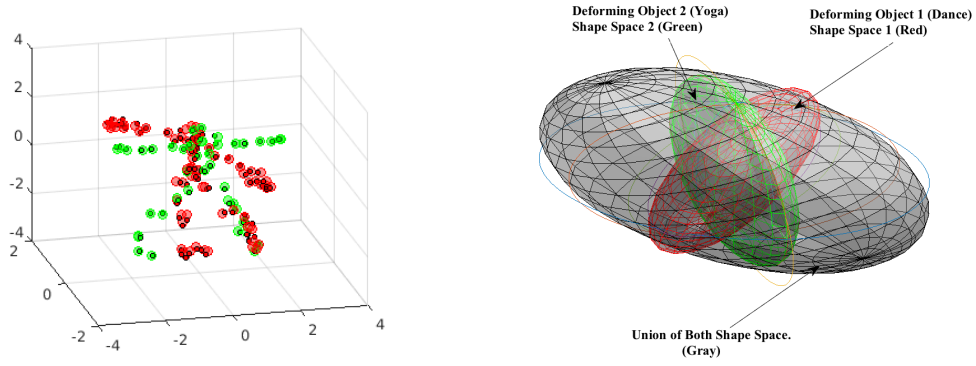 4
2
0
-2
-4
2
0
-2
-4
-2
0
2
4
Deforming Object 2 (Yoga)
Shape Space 2 (Green)
Deforming Object 1 (Dance)
Shape Space 1 (Red)
Union of Both Shape Space.
(Gray)